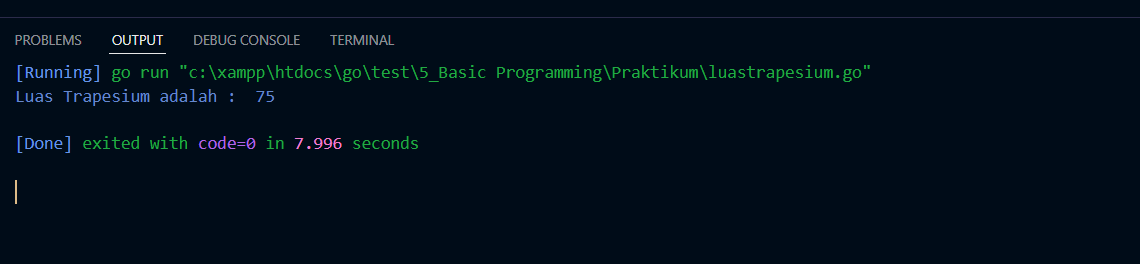 PROBLEMS OUTPUT DEBUG CONSOLE TERMINAL
[Running] go run "c:\xampp\htdocs\go\test\5_Basic Programming\Praktikum\luastrapesium.go"
Luas Trapesium adalah :  75
[Done] exited with code=0 in 7.996 seconds